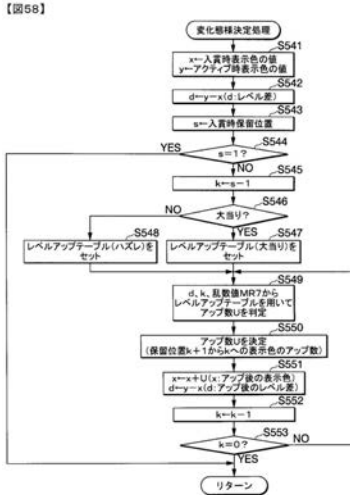 【図58】
変化態様決定処理
S541
x←入賞時表示色の値
y←アクティブ時表示色の値
S542
d←y−x(d:レベル差)
S543
s←入賞時保留位置
S544
YES
s=1?
NO
S545
k←s−1
S546
NO
大当り?
S548
YES
S547
レベルアップテーブル(ハズレ)を
セット
レベルアップテーブル(大当り)を
セット
S549
d、k、乱数値MR7から
レベルアップテーブルを用いて
アップ数Uを判定
S550
アップ数Uを決定
(保留位置k+1からkへの表示色のアップ数)
S551
x←x+U(x:アップ後の表示色)
d←y−x(d:アップ後のレベル差)
S552
k←k−1
S553
k=0?
NO
YES
リターン